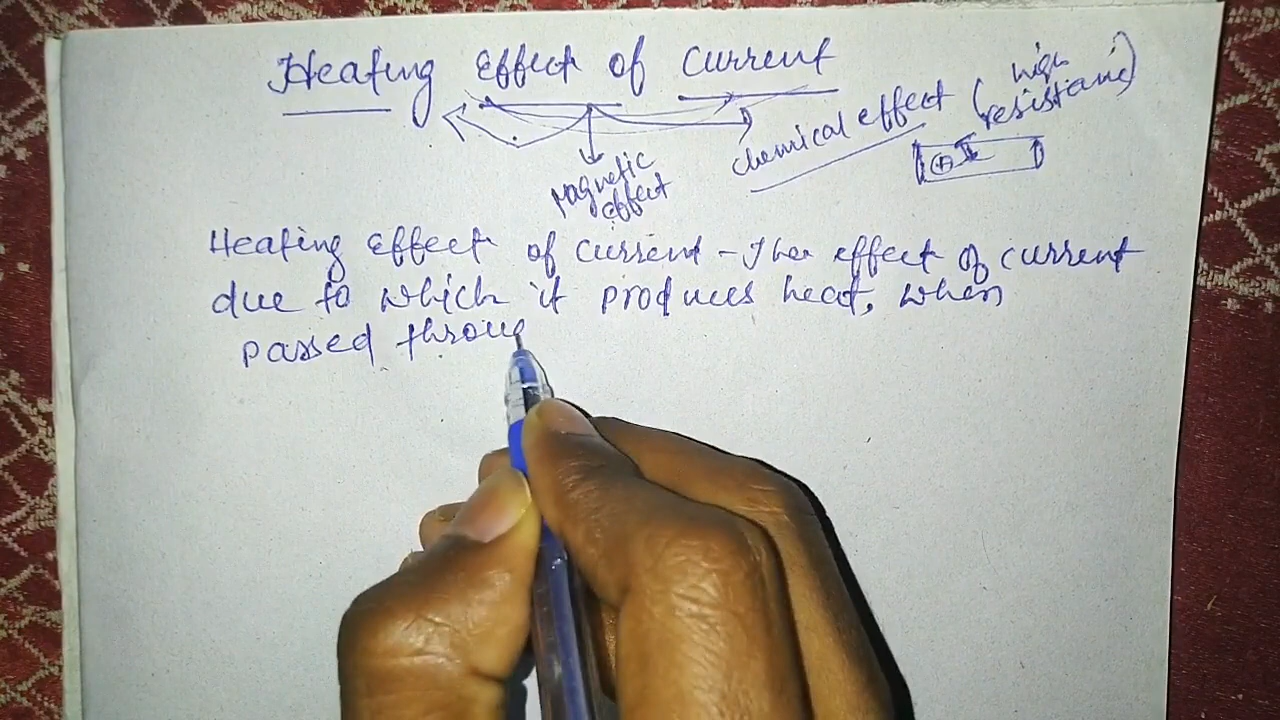 Heating Effect of Current
high
chemical effect (resistance)
Magnetic
effect
Heating effect of current - The effect of current
due to which it produces heat, when
passed throug